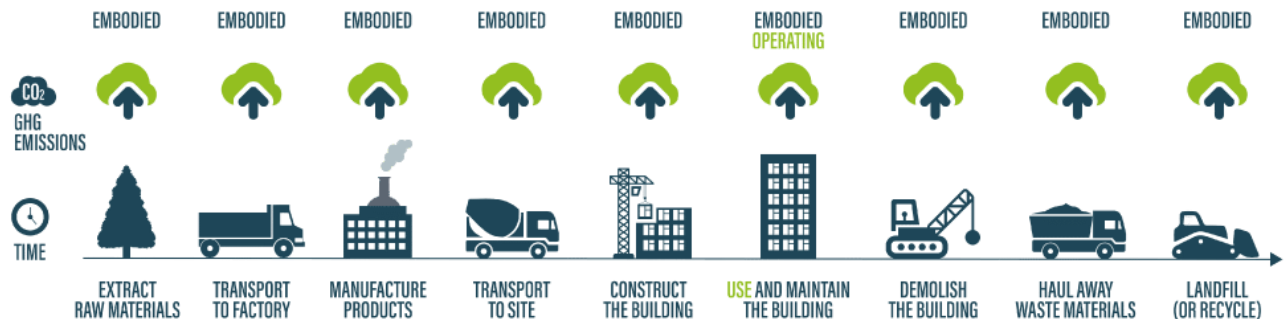 EMBODIED
EMBODIED
EMBODIED
EMBODIED
EMBODIED
EMBODIED
OPERATING
EMBODIED
EMBODIED
EMBODIED
CO₂
GHG
EMISSIONS
TIME
EXTRACT
RAW MATERIALS
TRANSPORT
TO FACTORY
MANUFACTURE
PRODUCTS
TRANSPORT
TO SITE
CONSTRUCT
THE BUILDING
USE AND MAINTAIN
THE BUILDING
DEMOLISH
THE BUILDING
HAUL AWAY
WASTE MATERIALS
LANDFILL
(OR RECYCLE)